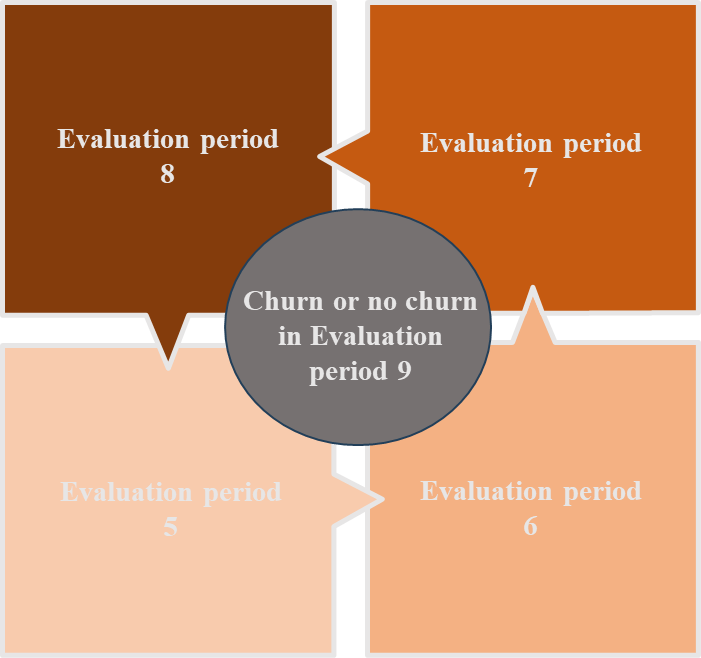 Evaluation period
8
Evaluation period
7
Churn or no churn
in Evaluation
period 9
Evaluation period
5
Evaluation period
6